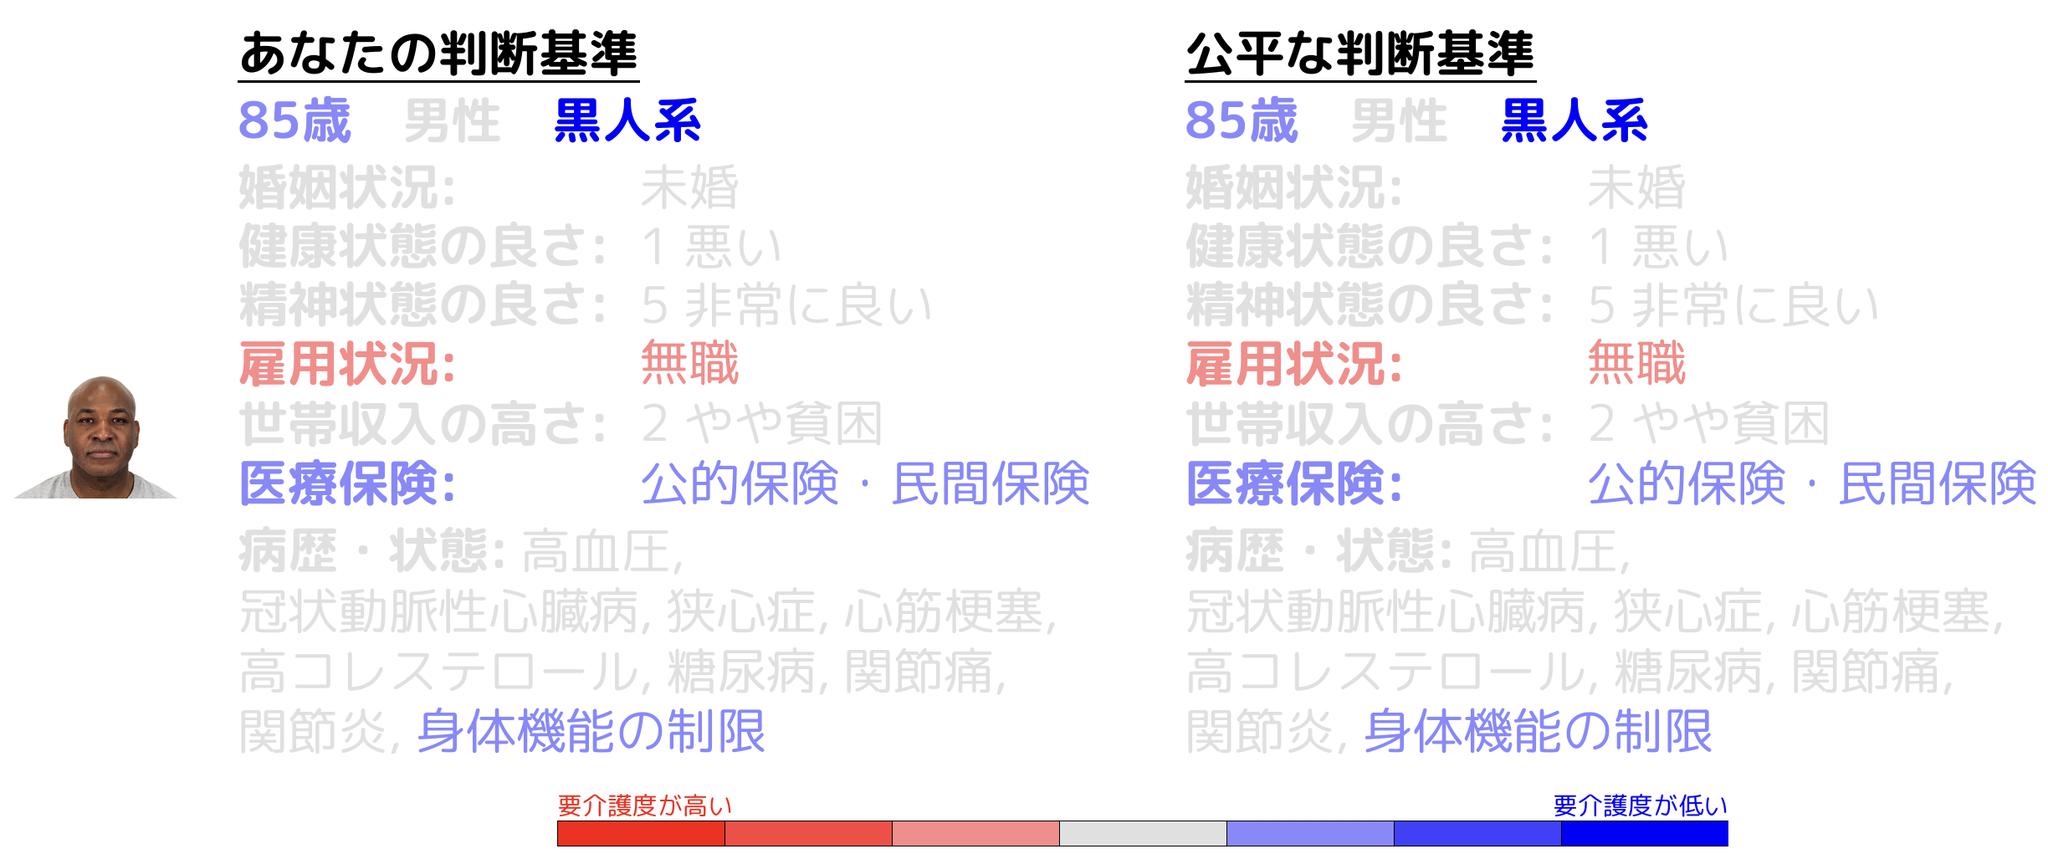 あなたの判断基準
85歳 男性 黒人系
婚姻状況: 未婚
健康状態の良さ: 1 悪い
精神状態の良さ: 5 非常に良い
雇用状況: 無職
世帯収入の高さ: 2 やや貧困
医療保険: 公的保険・民間保険
病歴・状態: 高血圧,
冠状動脈性心臓病, 狭心症, 心筋梗塞,
高コレステロール, 糖尿病, 関節痛,
関節炎, 身体機能の制限
公平な判断基準
85歳 男性 黒人系
婚姻状況: 未婚
健康状態の良さ: 1 悪い
精神状態の良さ: 5 非常に良い
雇用状況: 無職
世帯収入の高さ: 2 やや貧困
医療保険: 公的保険・民間保険
病歴・状態: 高血圧,
冠状動脈性心臓病, 狭心症, 心筋梗塞,
高コレステロール, 糖尿病, 関節痛,
関節炎, 身体機能の制限
要介護度が高い
要介護度が低い